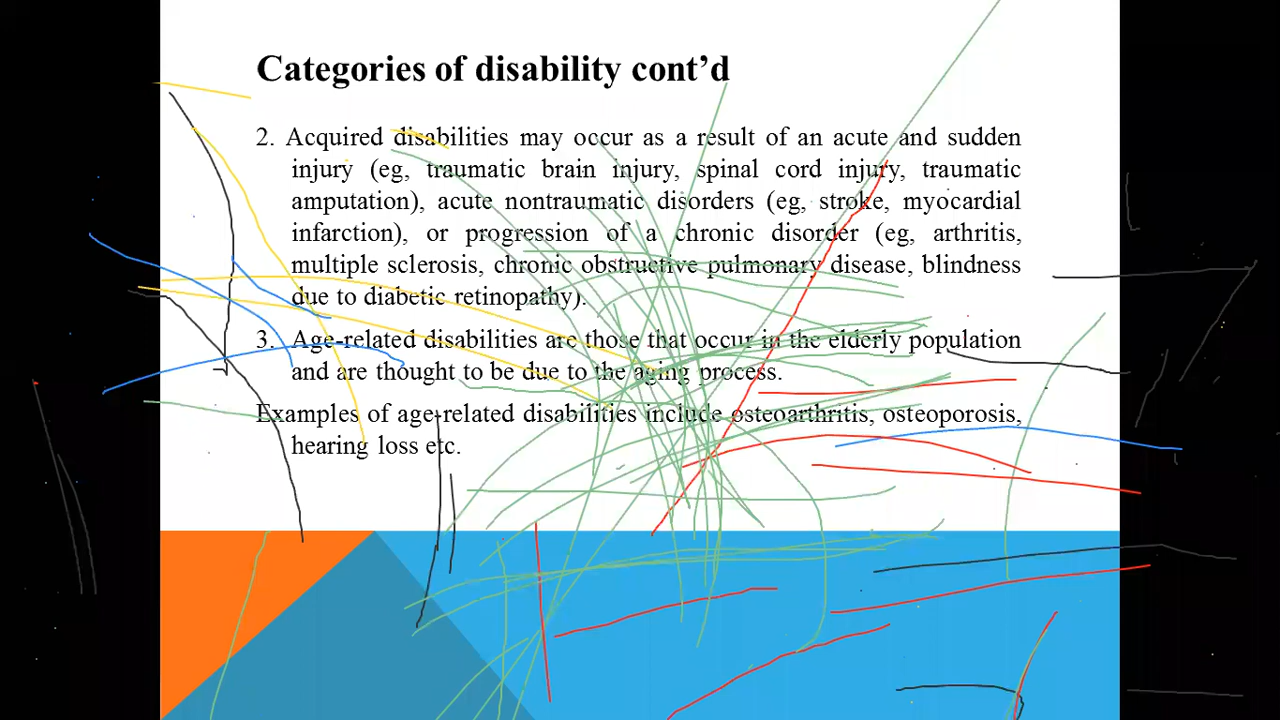 Categories of disability cont’d
2. Acquired disabilities may occur as a result of an acute and sudden
injury (eg, traumatic brain injury, spinal cord injury, traumatic
amputation), acute nontraumatic disorders (eg, stroke, myocardial
infarction), or progression of a chronic disorder (eg, arthritis,
multiple sclerosis, chronic obstructive pulmonary disease, blindness
due to diabetic retinopathy).
3. Age-related disabilities are those that occur in the elderly population
and are thought to be due to the aging process.
Examples of age-related disabilities include osteoarthritis, osteoporosis,
hearing loss etc.